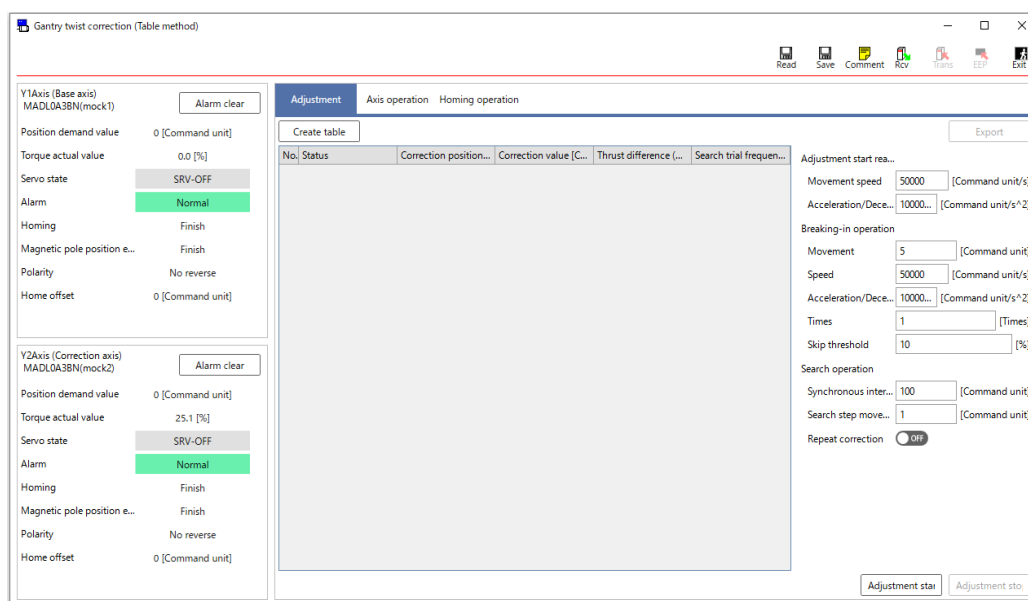 Gantry twist correction (Table method)
Read Save Comment Rcv Trans EEP Exit
Y1Axis (Base axis)
MADL0A3BN(mock1)
Alarm clear
Position demand value 0 [Command unit]
Torque actual value 0.0 [%]
Servo state SRV-OFF
Alarm Normal
Homing Finish
Magnetic pole position e... Finish
Polarity No reverse
Home offset 0 [Command unit]
Y2Axis (Correction axis)
MADL0A3BN(mock2)
Alarm clear
Position demand value 0 [Command unit]
Torque actual value 25.1 [%]
Servo state SRV-OFF
Alarm Normal
Homing Finish
Magnetic pole position e... Finish
Polarity No reverse
Home offset 0 [Command unit]
Adjustment Axis operation Homing operation
Create table Export
No. Status Correction position... Correction value [C... Thrust difference (... Search trial frequen...
Adjustment start rea...
Movement speed 50000 [Command unit/s]
Acceleration/Dece... 10000... [Command unit/s^2]
Breaking-in operation
Movement 5 [Command unit]
Speed 50000 [Command unit/s]
Acceleration/Dece... 10000... [Command unit/s^2]
Times 1 [Times]
Skip threshold 10 [%]
Search operation
Synchronous inter... 100 [Command unit]
Search step move... 1 [Command unit]
Repeat correction OFF
Adjustment star Adjustment sto